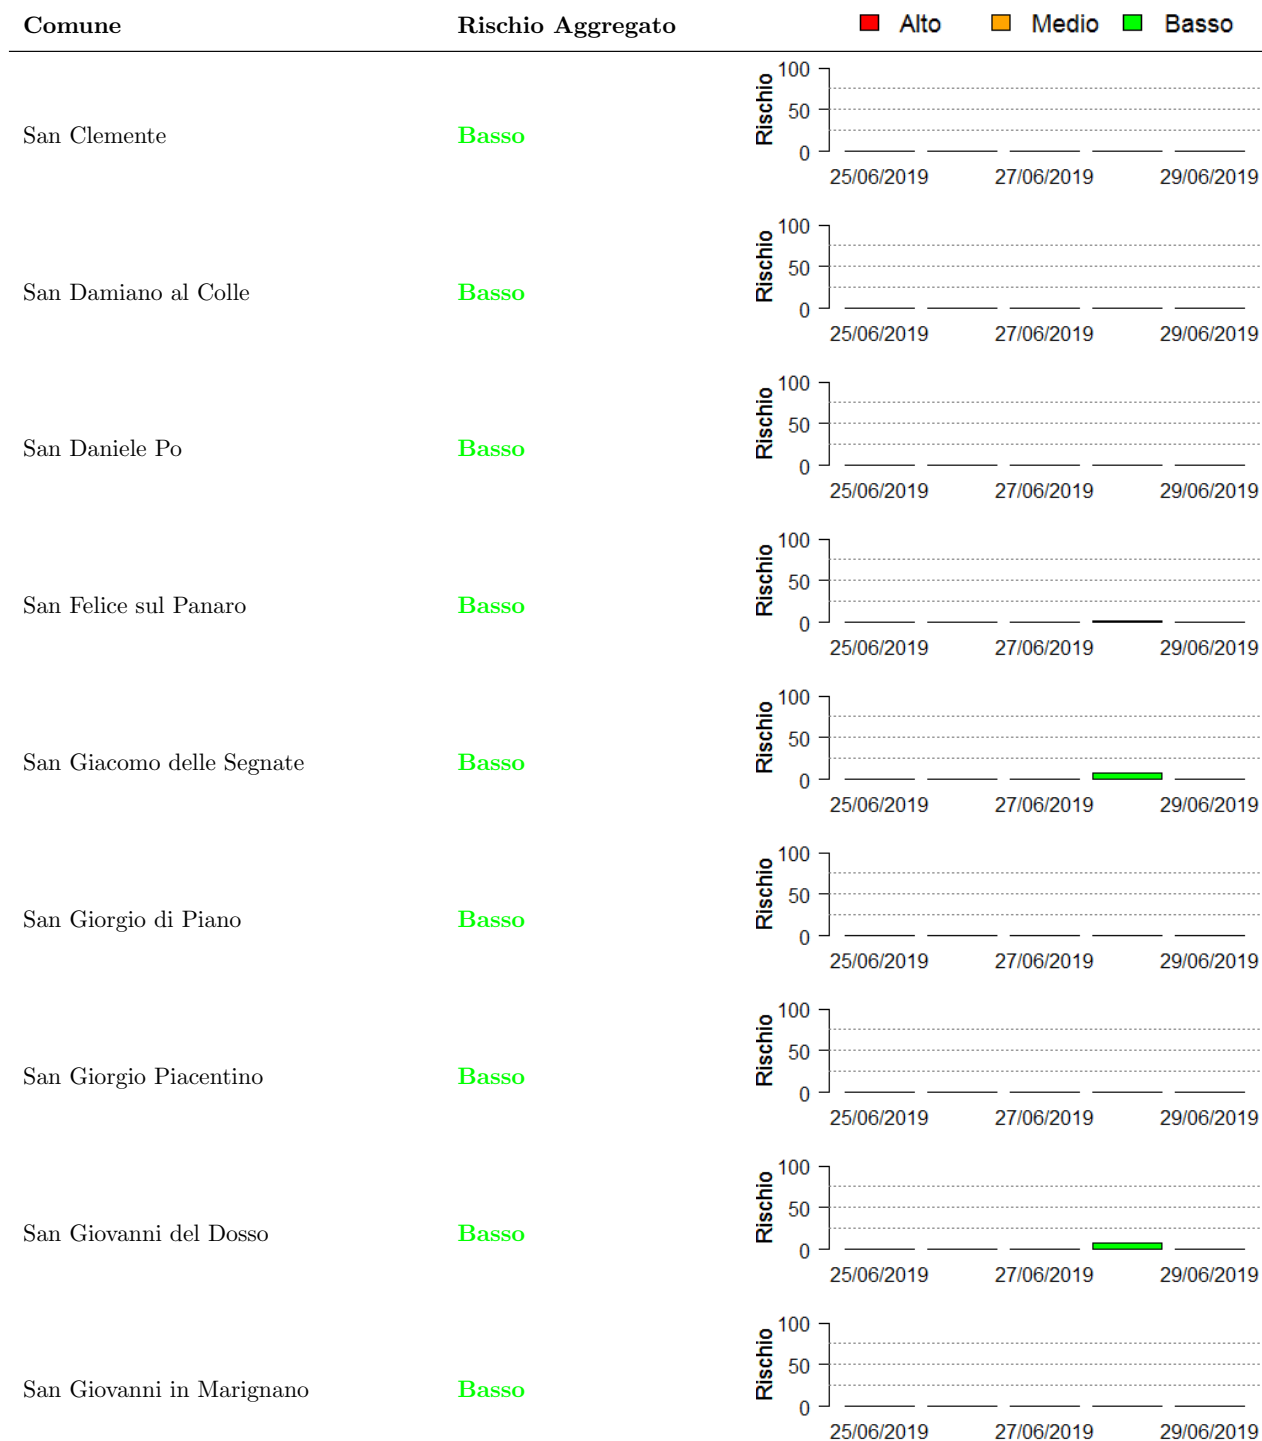 Comune Rischio Aggregato Alto Medio Basso
100
Rischio
50
San Clemente Basso
0
25/06/2019 27/06/2019 29/06/2019
100
Rischio
50
San Damiano al Colle Basso
0
25/06/2019 27/06/2019 29/06/2019
100
Rischio
50
San Daniele Po Basso
0
25/06/2019 27/06/2019 29/06/2019
100
Rischio
50
San Felice sul Panaro Basso
0
25/06/2019 27/06/2019 29/06/2019
100
Rischio
50
San Giacomo delle Segnate Basso
0
25/06/2019 27/06/2019 29/06/2019
100
Rischio
50
San Giorgio di Piano Basso
0
25/06/2019 27/06/2019 29/06/2019
100
Rischio
50
San Giorgio Piacentino Basso
0
25/06/2019 27/06/2019 29/06/2019
100
Rischio
50
San Giovanni del Dosso Basso
0
25/06/2019 27/06/2019 29/06/2019
100
Rischio
50
San Giovanni in Marignano Basso
0
25/06/2019 27/06/2019 29/06/2019